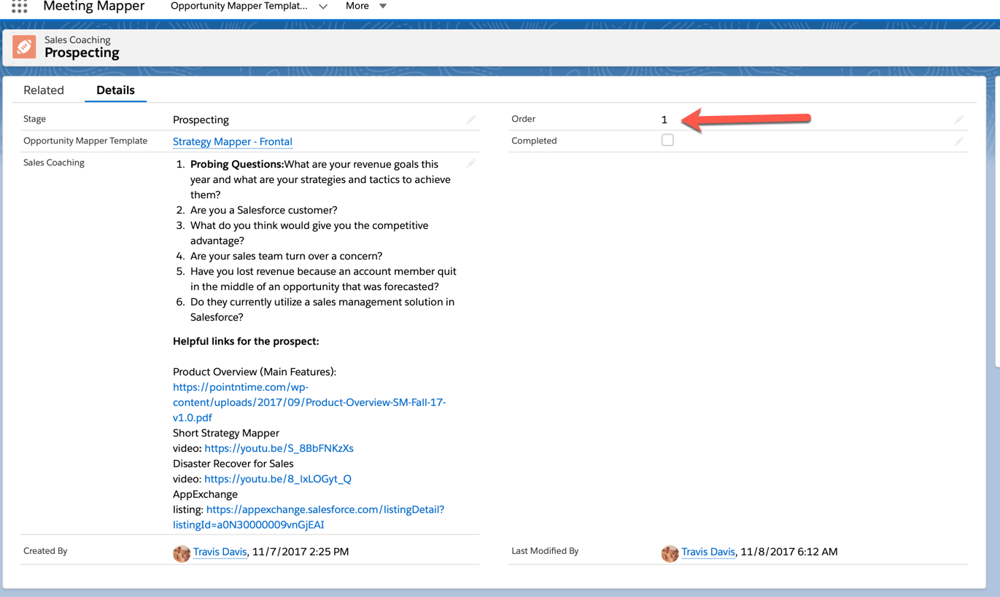 Meeting Mapper
Opportunity Mapper Templat...
More
Sales Coaching
Prospecting
Related
Details
Stage
Prospecting
Order
1
Opportunity Mapper Template
Strategy Mapper - Frontal
Completed
Sales Coaching
1. Probing Questions:What are your revenue goals this
year and what are your strategies and tactics to achieve
them?
2. Are you a Salesforce customer?
3. What do you think would give you the competitive
advantage?
4. Are your sales team turn over a concern?
5. Have you lost revenue because an account member quit
in the middle of an opportunity that was forecasted?
6. Do they currently utilize a sales management solution in
Salesforce?
Helpful links for the prospect:
Product Overview (Main Features):
https://pointntime.com/wp-
content/uploads/2017/09/Product-Overview-SM-Fall-17-
v1.0.pdf
Short Strategy Mapper
video: https://youtu.be/S_8BbFNKzXs
Disaster Recover for Sales
video: https://youtu.be/8_IxLOGyt_Q
AppExchange
listing: https://appexchange.salesforce.com/listingDetail?
listingId=a0N30000009vnGjEAI
Created By
Travis Davis, 11/7/2017 2:25 PM
Last Modified By
Travis Davis, 11/8/2017 6:12 AM